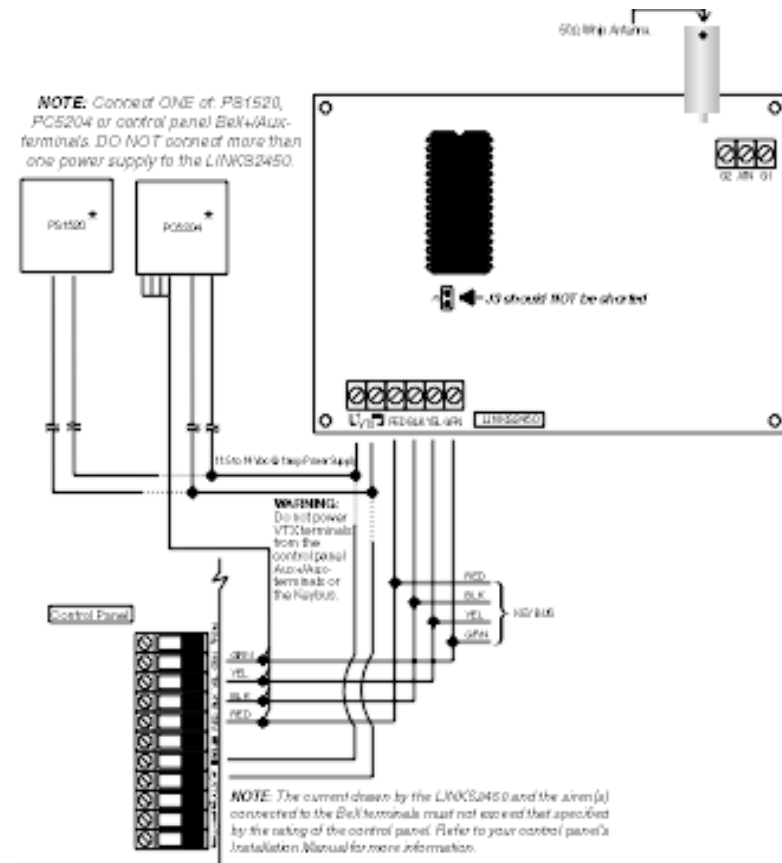 50Ω Whip Antenna
NOTE: Connect ONE of: PS1520,
PC5204 or control panel Bell+/Aux-
terminals. DO NOT connect more than
one power supply to the LINKS2450.
PS1520 *
PC5204 *
G2 XIN G1
J3 should NOT be shorted
RED BLK YEL GRN LINKS2450
11.5 to 14 Vdc @ 1amp Power Supply
WARNING:
Do not power
VTX terminals
from the
control panel
Aux+/Aux-
terminals or
the Keybus.
RED
BLK
YEL
GRN
KEYBUS
Control Panel
GRN
YEL
BLK
RED
NOTE: The current drawn by the LINKS2450 and the siren(s)
connected to the Bell terminals must not exceed that specified
by the rating of the control panel. Refer to your control panel's
Installation Manual for more information.